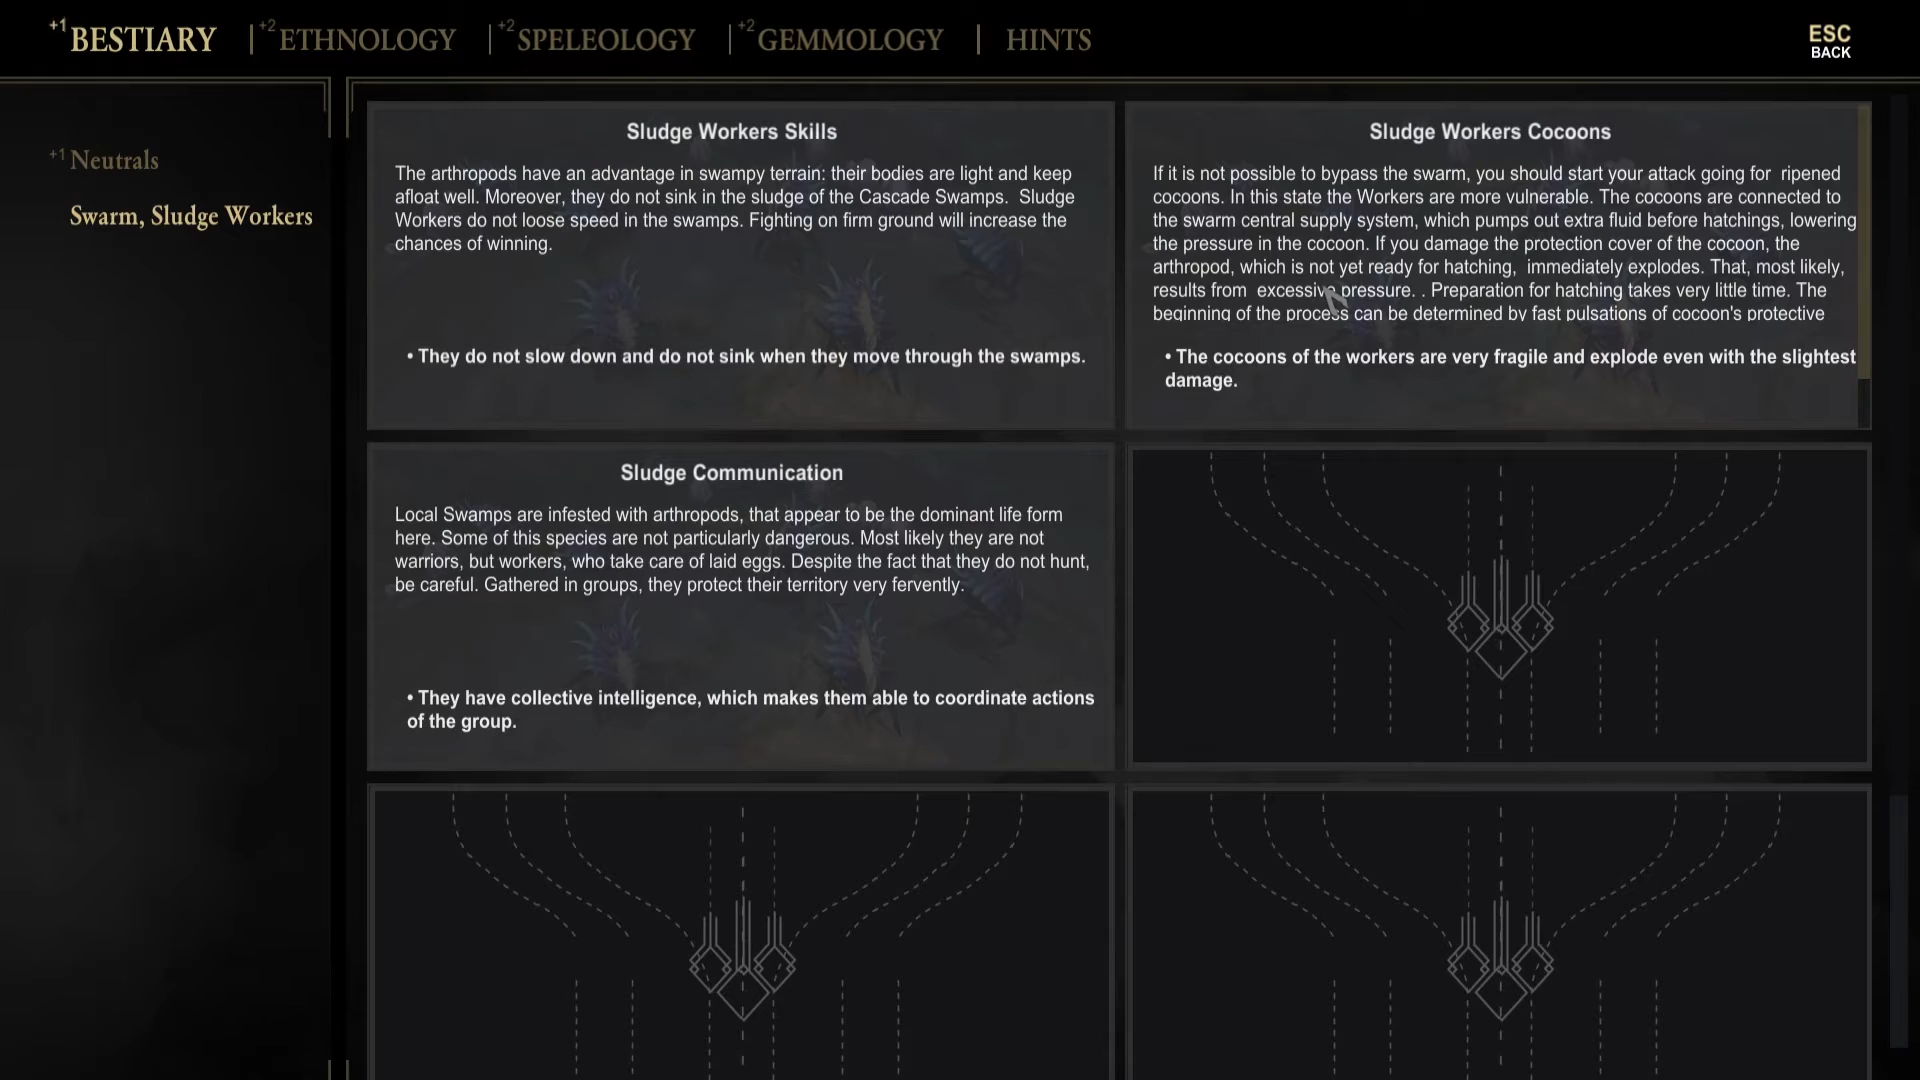 +1 BESTIARY | +2 ETHNOLOGY | +2 SPELEOLOGY | +2 GEMMOLOGY | HINTS
ESC
BACK
+1 Neutrals
Swarm, Sludge Workers
Sludge Workers Skills
The arthropods have an advantage in swampy terrain: their bodies are light and keep
afloat well. Moreover, they do not sink in the sludge of the Cascade Swamps.  Sludge
Workers do not loose speed in the swamps. Fighting on firm ground will increase the
chances of winning.
• They do not slow down and do not sink when they move through the swamps.
Sludge Workers Cocoons
If it is not possible to bypass the swarm, you should start your attack going for  ripened
cocoons. In this state the Workers are more vulnerable. The cocoons are connected to
the swarm central supply system, which pumps out extra fluid before hatchings, lowering
the pressure in the cocoon. If you damage the protection cover of the cocoon, the
arthropod, which is not yet ready for hatching,  immediately explodes. That, most likely,
results from  excessive pressure. . Preparation for hatching takes very little time. The
beginning of the process can be determined by fast pulsations of cocoon's protective
• The cocoons of the workers are very fragile and explode even with the slightest
damage.
Sludge Communication
Local Swamps are infested with arthropods, that appear to be the dominant life form
here. Some of this species are not particularly dangerous. Most likely they are not
warriors, but workers, who take care of laid eggs. Despite the fact that they do not hunt,
be careful. Gathered in groups, they protect their territory very fervently.
• They have collective intelligence, which makes them able to coordinate actions
of the group.